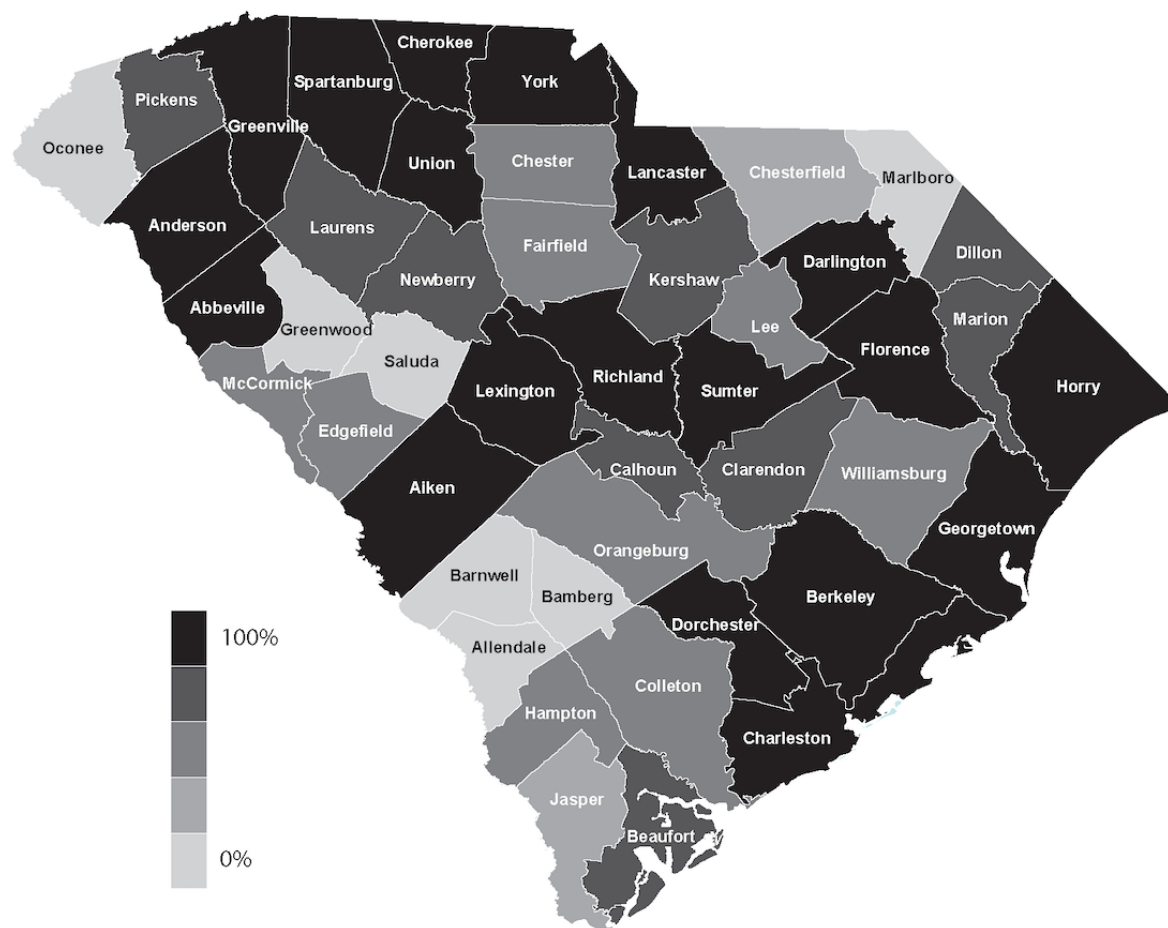 Cherokee
Spartanburg
York
Pickens
Greenville
Oconee
Union
Chester
Lancaster
Chesterfield
Marlboro
Anderson
Laurens
Fairfield
Dillon
Darlington
Newberry
Kershaw
Abbeville
Marion
Greenwood
Lee
Florence
Saluda
Richland
McCormick
Lexington
Sumter
Horry
Edgefield
Calhoun
Clarendon
Williamsburg
Aiken
Georgetown
Orangeburg
Barnwell
Bamberg
Berkeley
Dorchester
100%
Allendale
Colleton
Hampton
Charleston
Jasper
Beaufort
0%